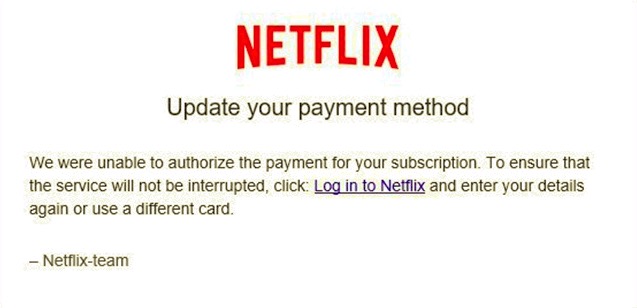 NETFLIX
Update your payment method
We were unable to authorize the payment for your subscription. To ensure that
the service will not be interrupted, click: Log in to Netflix and enter your details
again or use a different card.
– Netflix-team